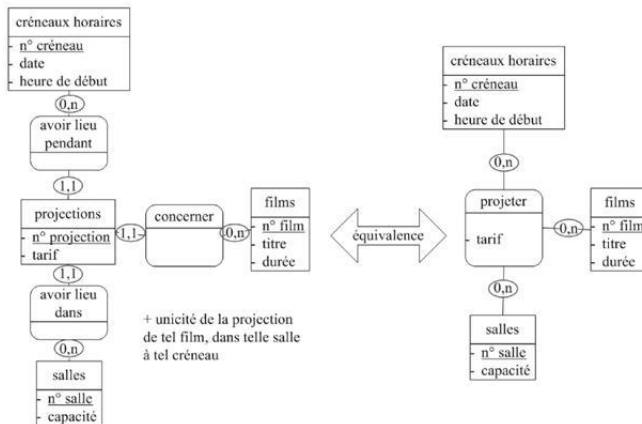 créneaux horaires
- n° créneau
- date
- heure de début
0,n
avoir lieu
pendant
1,1
projections
- n° projection
- tarif
1,1
concerner
0,n
films
- n° film
- titre
- durée
1,1
avoir lieu
dans
0,n
salles
- n° salle
- capacité
+ unicité de la projection
de tel film, dans telle salle
à tel créneau
équivalence
créneaux horaires
- n° créneau
- date
- heure de début
0,n
projeter
- tarif
0,n
films
- n° film
- titre
- durée
0,n
salles
- n° salle
- capacité